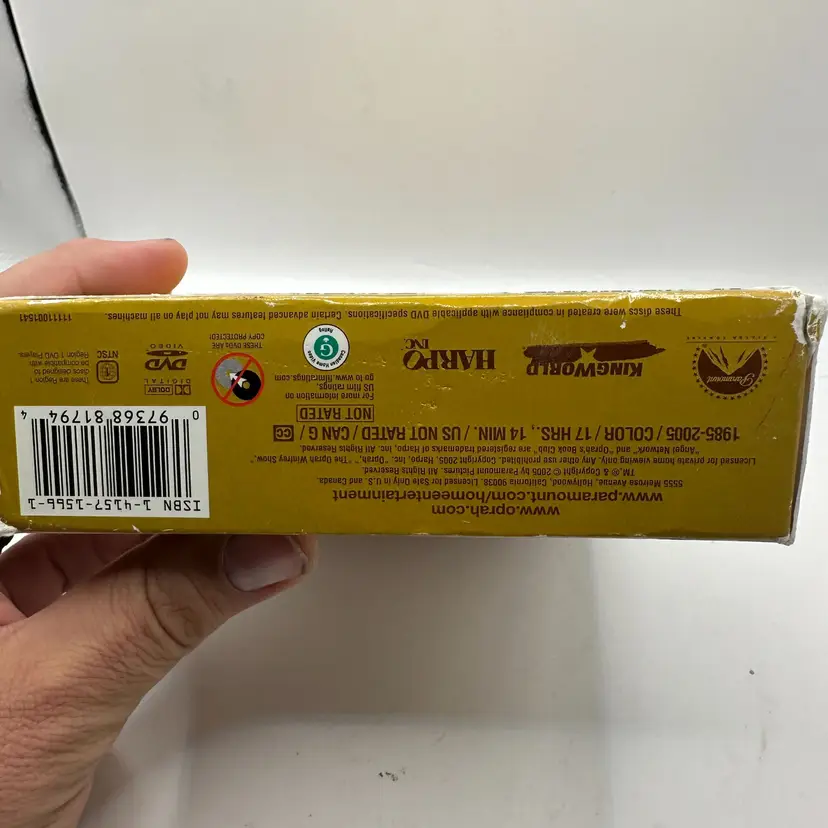 www.oprah.com
www.paramount.com/homeentertainment
5555 Melrose Avenue, Hollywood, California 90038. Licensed for Sale Only in U.S. and Canada.
TM, ® & Copyright © 2005 by Paramount Pictures. All Rights Reserved.
Licensed for private home viewing only. Any other use prohibited. Copyright, 2005, Harpo, Inc. "Oprah", "The Oprah Winfrey Show",
"Angel Network" and "Oprah's Book Club" are registered trademarks of Harpo, Inc. All Rights Reserved.
1985-2005 / COLOR / 17 HRS., 14 MIN. / US NOT RATED / CAN G / CC
NOT RATED
For more information on
US film ratings,
go to www.filmratings.com
Canadian Home Video
G
Rating
Paramount
KINGWORLD
HARPO
INC.
ISBN 1-4157-1566-1
0 97368 81794 4
THESE DVDs ARE
COPY PROTECTED!
DOLBY
DIGITAL
DVD
VIDEO
1
NTSC
These are Region 1
discs designed to
be compatible with
Region 1 DVD Players.
These discs were created in compliance with applicable DVD specifications. Certain advanced features may not play on all machines.
11111001541